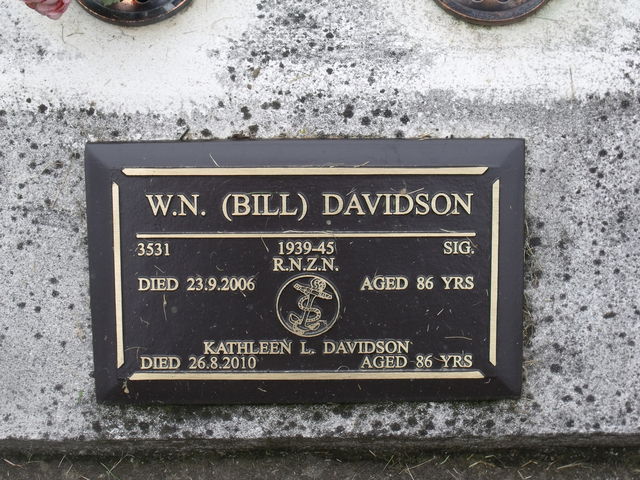 W.N. (BILL) DAVIDSON
3531 1939-45 SIG.
R.N.Z.N.
DIED 23.9.2006 AGED 86 YRS
KATHLEEN L. DAVIDSON
DIED 26.8.2010 AGED 86 YRS